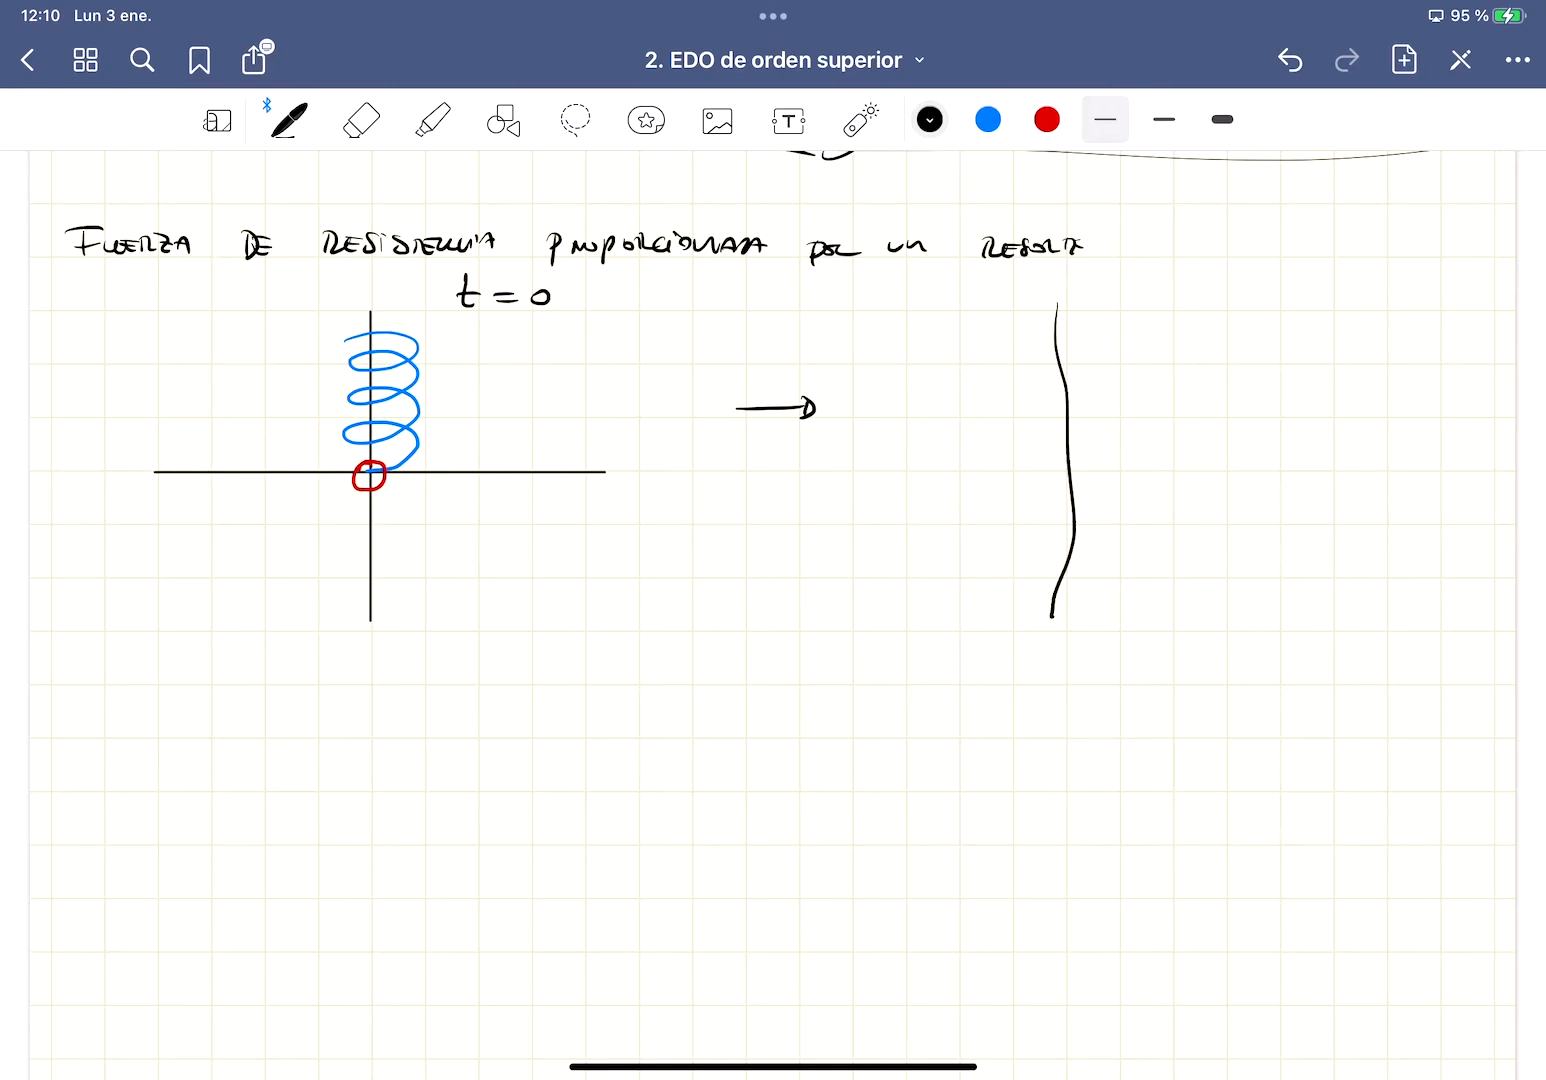 12:10 Lun 3 ene. 95 %
2. EDO de orden superior
T
FUERZA DE RESISTENCIA PROPORCIONADA POR UN RESORTE
t = 0